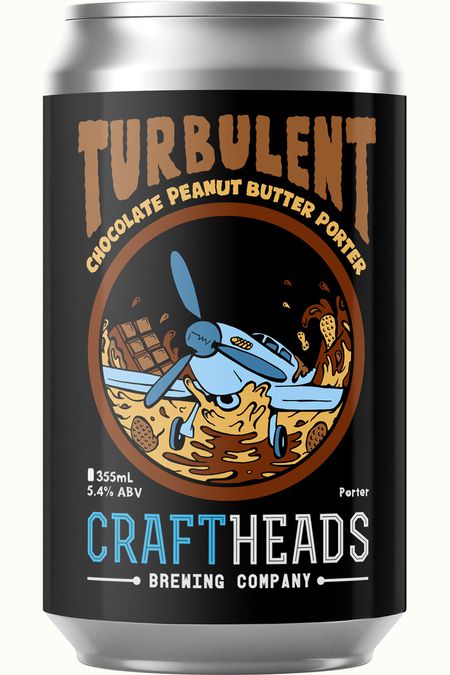 TURBULENT
CHOCOLATE PEANUT BUTTER PORTER
355mL
5.4% ABV
Porter
CRAFTHEADS
BREWING COMPANY